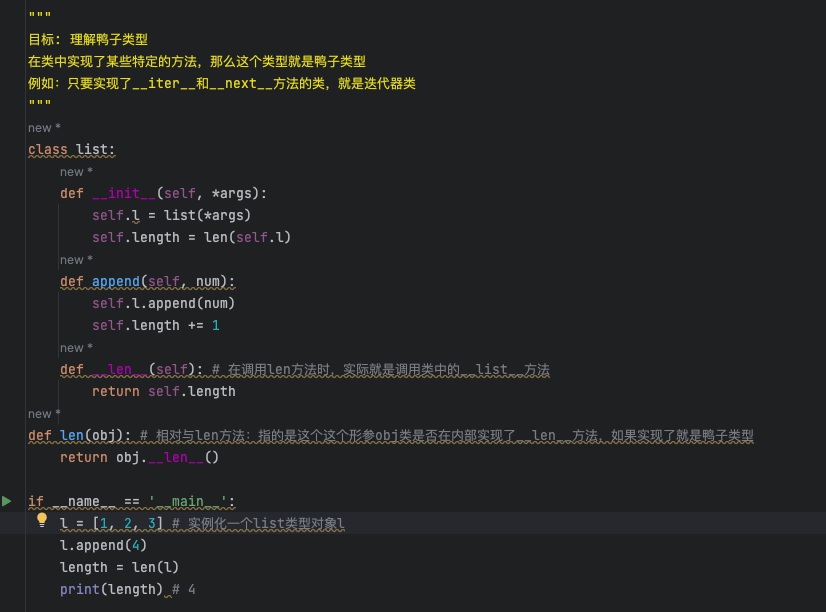 """
目标: 理解鸭子类型
在类中实现了某些特定的方法, 那么这个类型就是鸭子类型
例如: 只要实现了__iter__和__next__方法的类, 就是迭代器类
"""
new *
class list:
new *
def __init__(self, *args):
self.l = list(*args)
self.length = len(self.l)
new *
def append(self, num):
self.l.append(num)
self.length += 1
new *
def __len__(self): # 在调用len方法时, 实际就是调用类中的__list__方法
return self.length
new *
def len(obj): # 相对与len方法: 指的是这个这个形参obj类是否在内部实现了__len__方法, 如果实现了就是鸭子类型
return obj.__len__()
if __name__ == '__main__':
l = [1, 2, 3] # 实例化一个list类型对象l
l.append(4)
length = len(l)
print(length) # 4